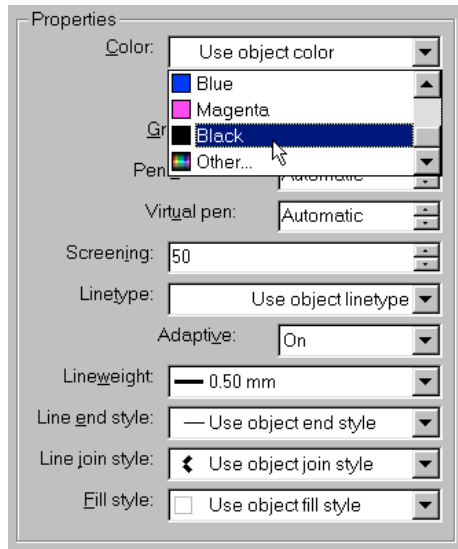 Properties
Color: Use object color
Blue
Magenta
Gr Black
Pen Other...
Virtual pen: Automatic
Screening: 50
Linetype: Use object linetype
Adaptive: On
Lineweight: 0.50 mm
Line end style: Use object end style
Line join style: Use object join style
Fill style: Use object fill style